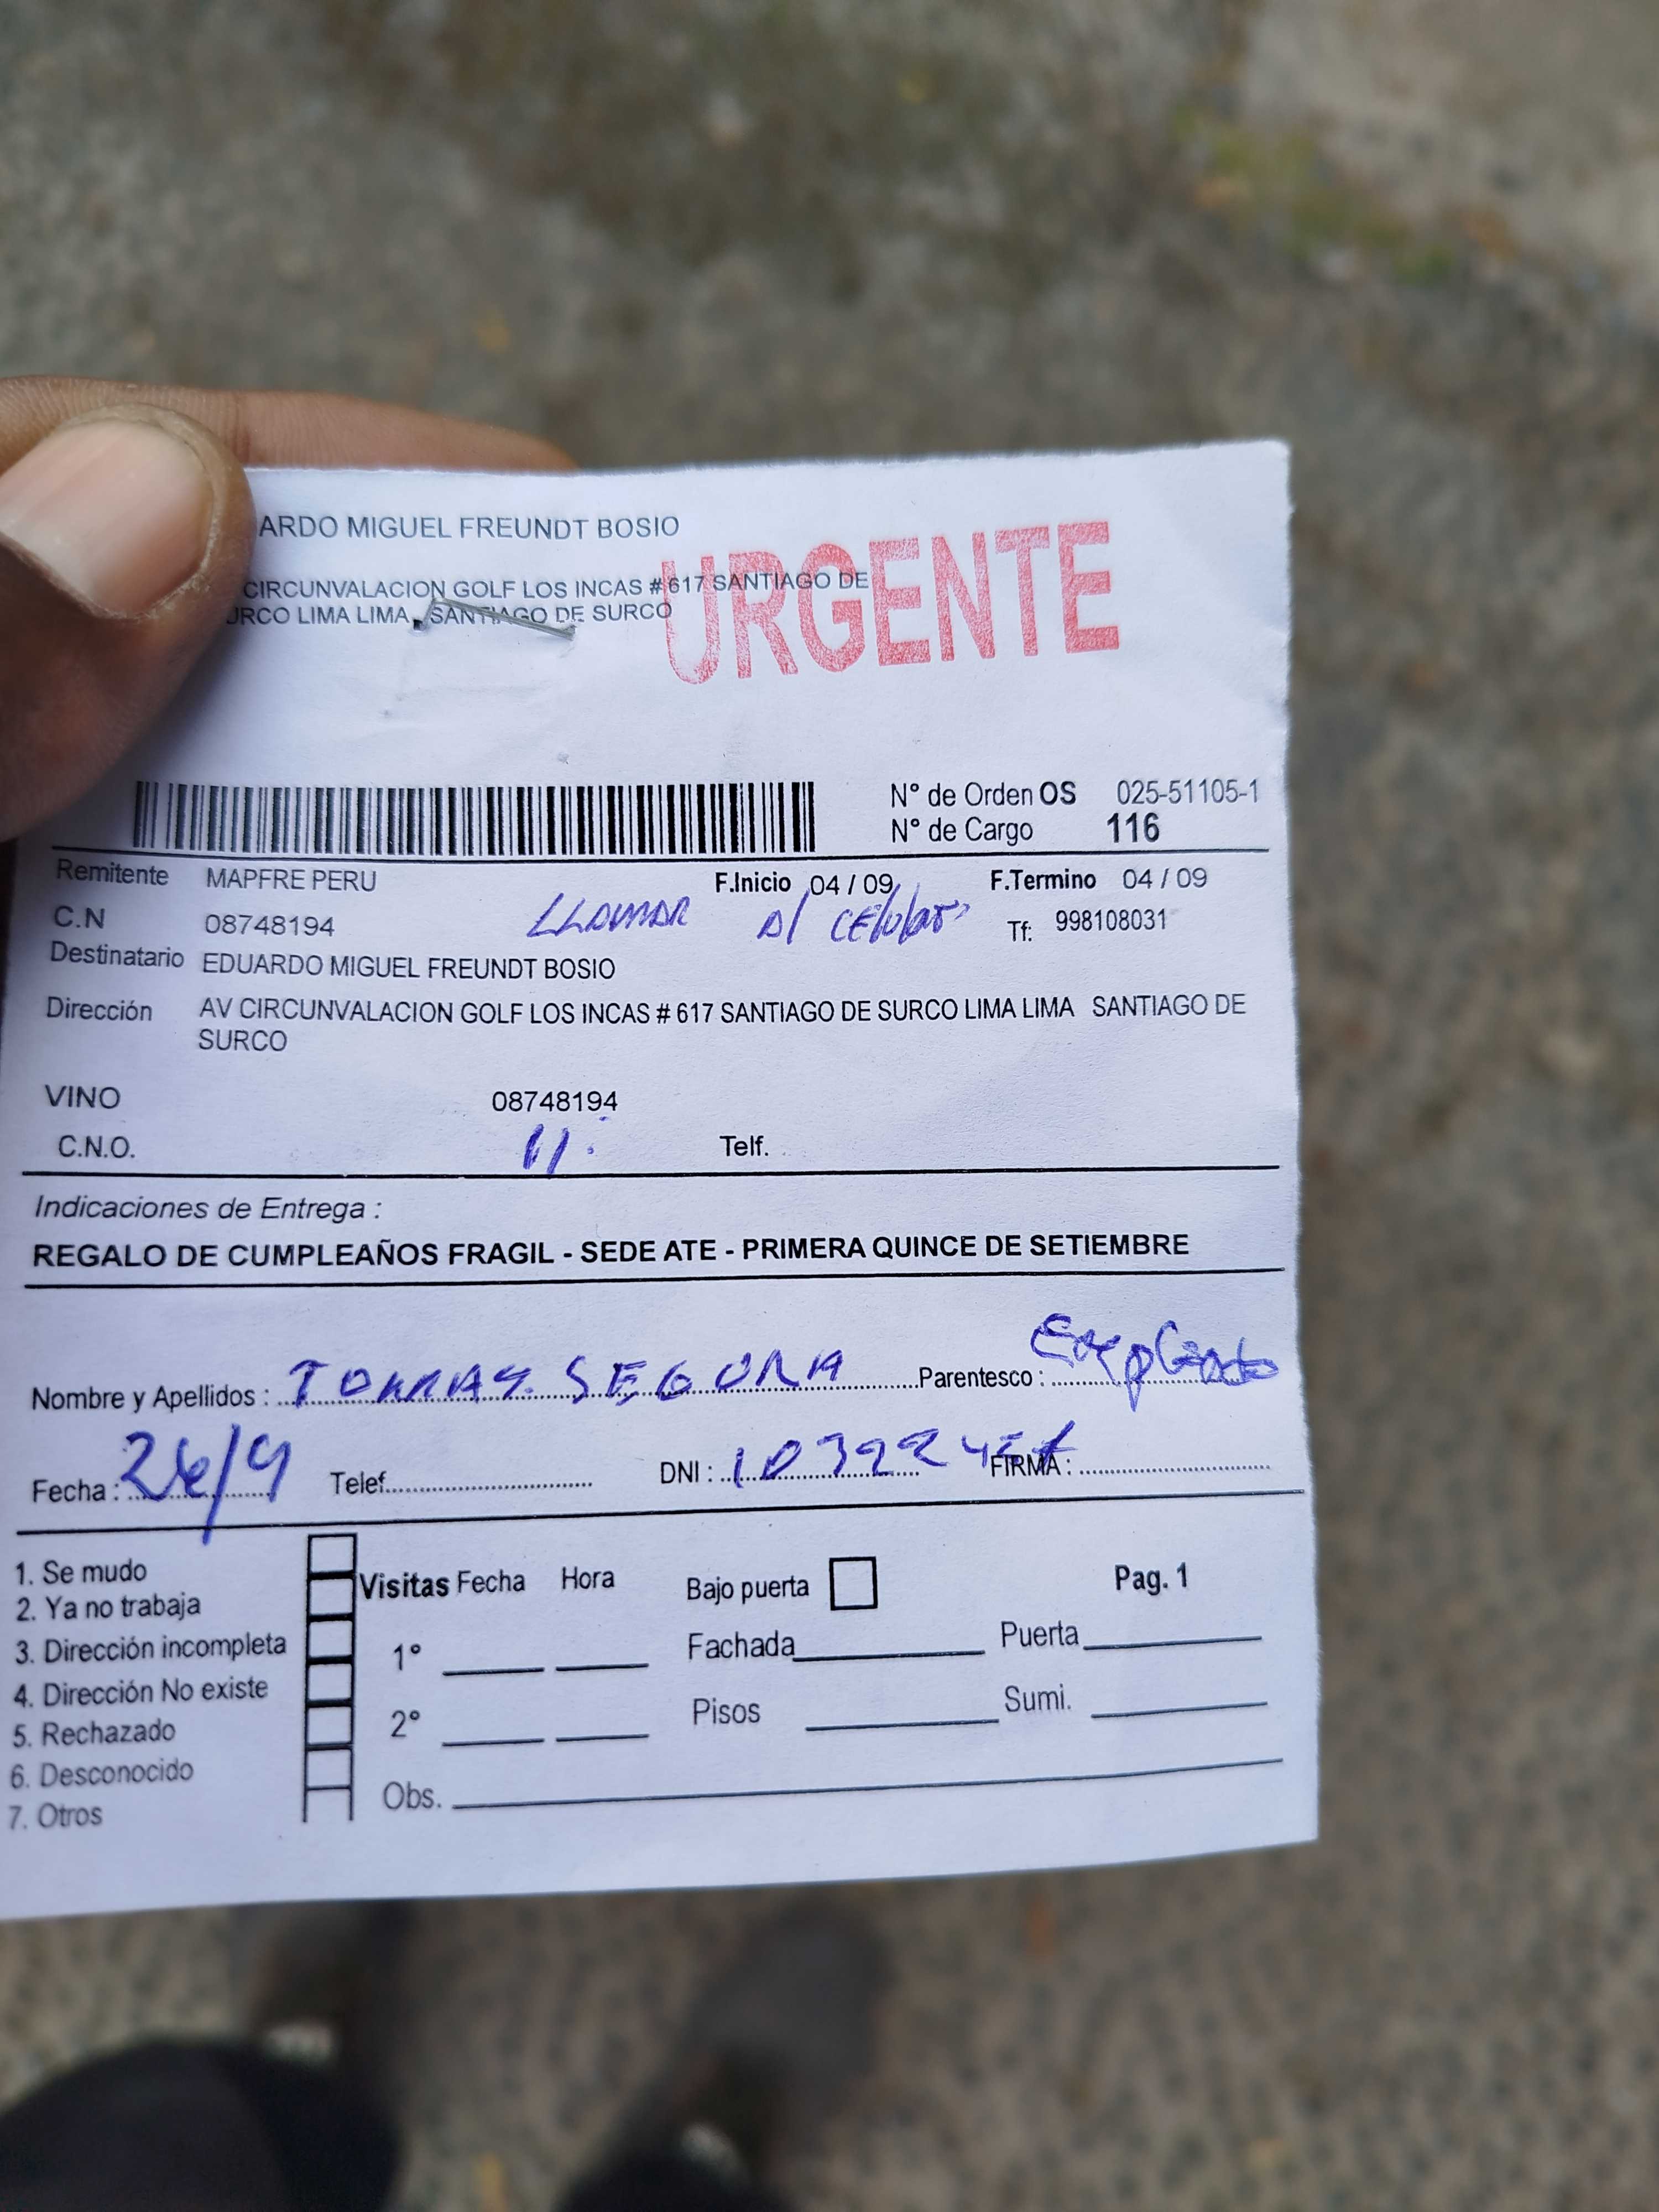 ARDO MIGUEL FREUNDT BOSIO
CIRCUNVALACION GOLF LOS INCAS # 617 SANTIAGO DE
URCO LIMA LIMA, SANTIAGO DE SURCO
URGENTE
N° de Orden OS 025-51105-1
N° de Cargo 116
Remitente MAPFRE PERU F.Inicio 04 / 09 F.Termino 04 / 09
C.N 08748194 LLAMAR Al CElular Tf: 998108031
Destinatario EDUARDO MIGUEL FREUNDT BOSIO
Dirección AV CIRCUNVALACION GOLF LOS INCAS # 617 SANTIAGO DE SURCO LIMA LIMA SANTIAGO DE
SURCO
VINO 08748194
C.N.O. 11. Telf.
Indicaciones de Entrega :
REGALO DE CUMPLEAÑOS FRAGIL - SEDE ATE - PRIMERA QUINCE DE SETIEMBRE
Nombre y Apellidos : SEGURA Parentesco : Empleado
Fecha : 26/9 Telef. DNI : FIRMA :
1. Se mudo
2. Ya no trabaja
3. Dirección incompleta
4. Dirección No existe
5. Rechazado
6. Desconocido
7. Otros
Visitas Fecha Hora Bajo puerta Pag. 1
1° Fachada Puerta
2° Pisos Sumi.
Obs.